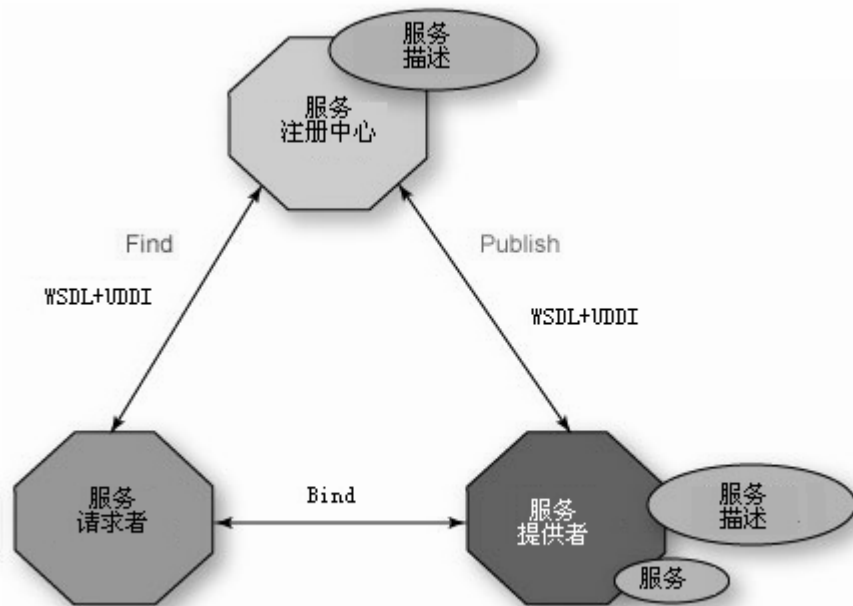 服务
描述
服务
注册中心
Find
Publish
WSDL+UDDI
WSDL+UDDI
服务
请求者
Bind
服务
提供者
服务
描述
服务